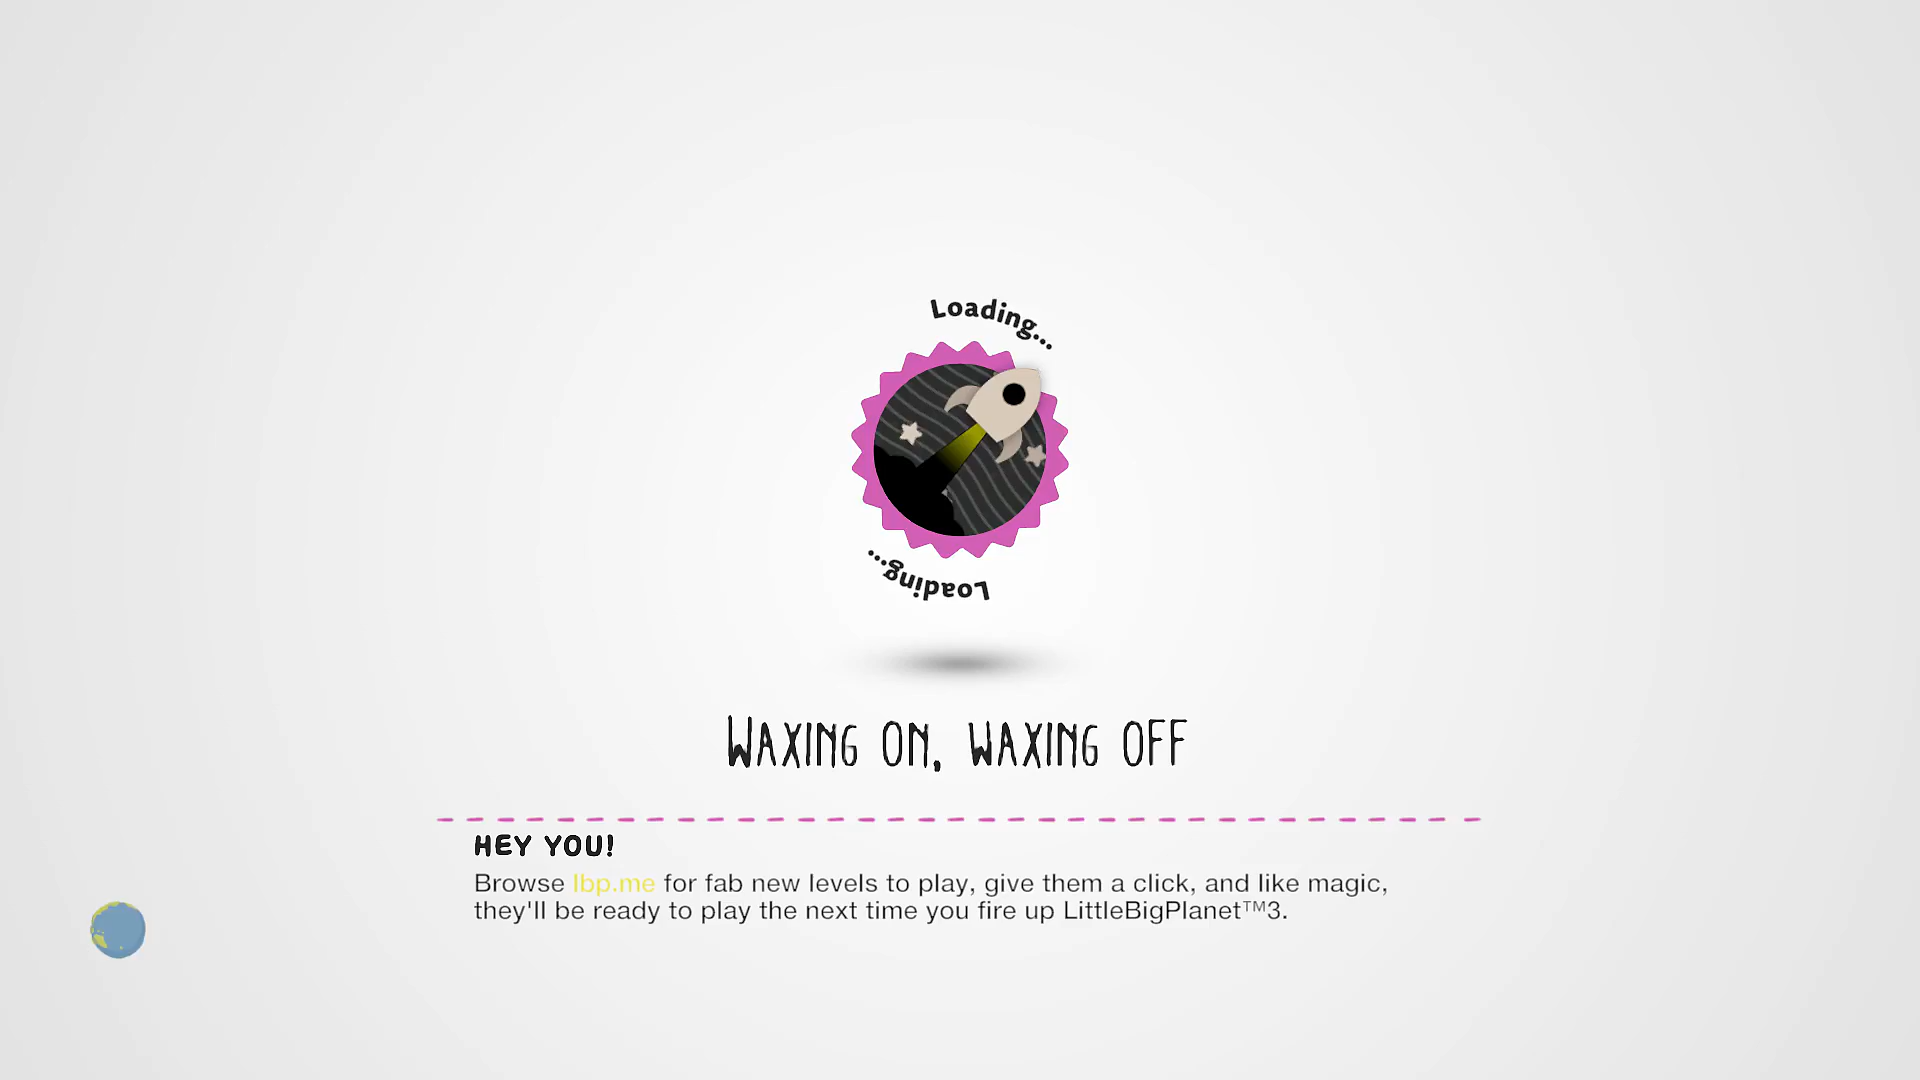 Loading...
Loading...
Waxing on, waxing off
HEY YOU!
Browse lbp.me for fab new levels to play, give them a click, and like magic,
they'll be ready to play the next time you fire up LittleBigPlanet™3.